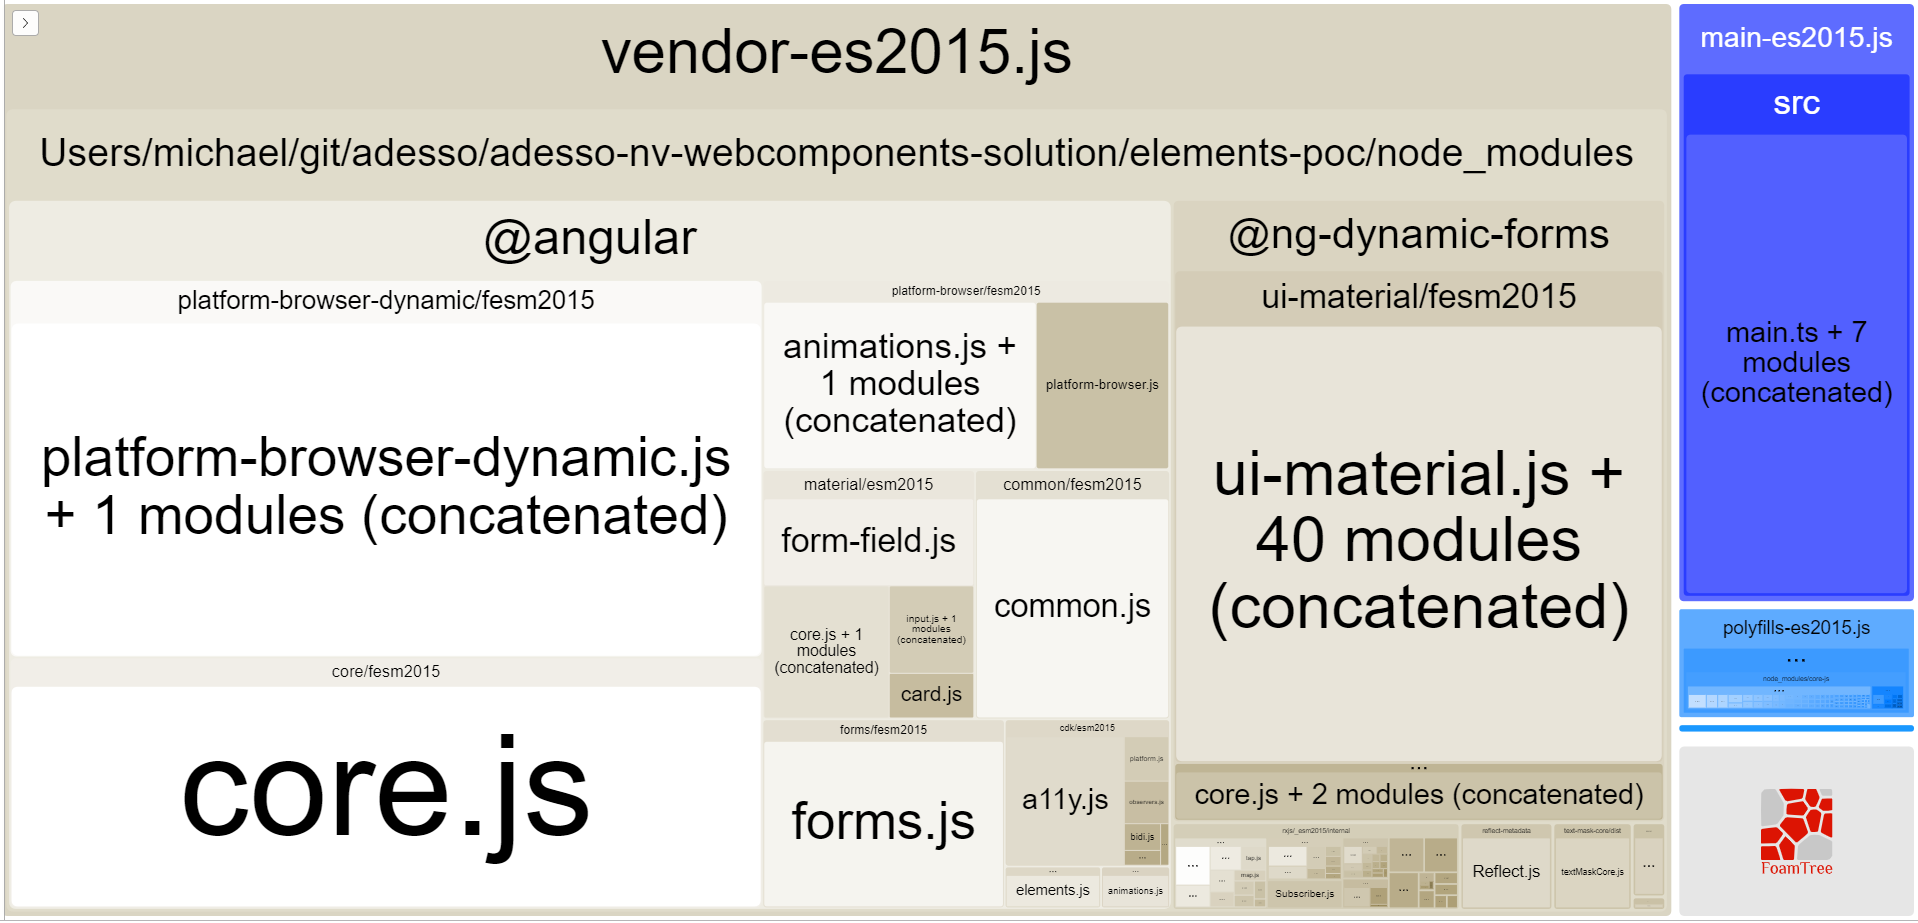 vendor-es2015.js
Users/michael/git/adesso/adesso-nv-webcomponents-solution/elements-poc/node_modules
@angular
platform-browser-dynamic/fesm2015
platform-browser-dynamic.js
+ 1 modules (concatenated)
core/fesm2015
core.js
platform-browser/fesm2015
animations.js +
1 modules
(concatenated)
platform-browser.js
material/esm2015
form-field.js
core.js + 1
modules
(concatenated)
input.js + 1
modules
(concatenated)
card.js
common/fesm2015
common.js
forms/fesm2015
forms.js
cdk/esm2015
a11y.js
platform.js
observers.js
bidi.js
...
...
elements.js
...
animations.js
@ng-dynamic-forms
ui-material/fesm2015
ui-material.js +
40 modules
(concatenated)
...
core.js + 2 modules (concatenated)
rxjs/_esm2015/internal
tap.js
map.js
Subscriber.js
reflect-metadata
Reflect.js
text-mask-core/dist
textMaskCore.js
...
...
main-es2015.js
src
main.ts + 7
modules
(concatenated)
polyfills-es2015.js
...
node_modules/core-js
...
FoamTree